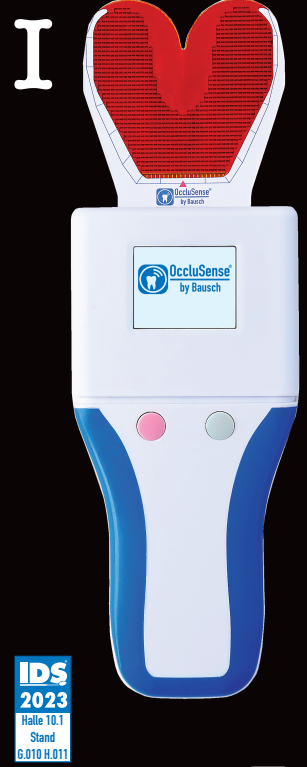 I
OccluSense®
by Bausch
OccluSense®
by Bausch
IDS
2023
Halle 10.1
Stand
G.010 H.011